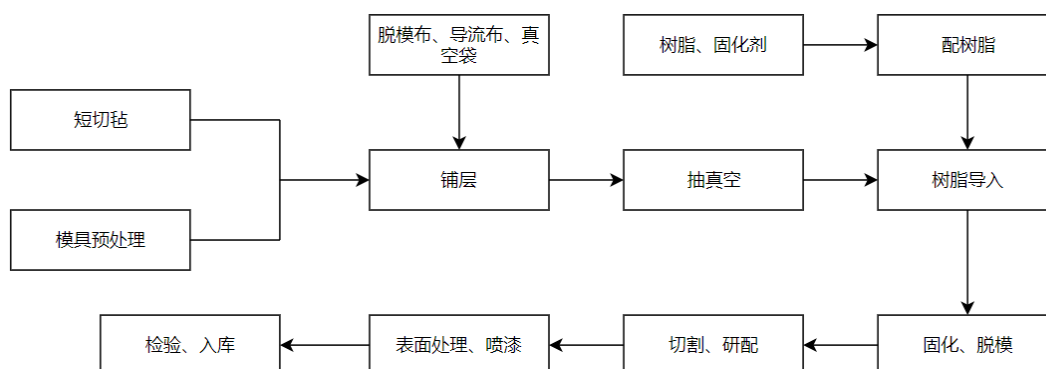 脱模布、导流布、真
空袋
树脂、固化剂
配树脂
短切毡
铺层
抽真空
树脂导入
模具预处理
检验、入库
表面处理、喷漆
切割、研配
固化、脱模